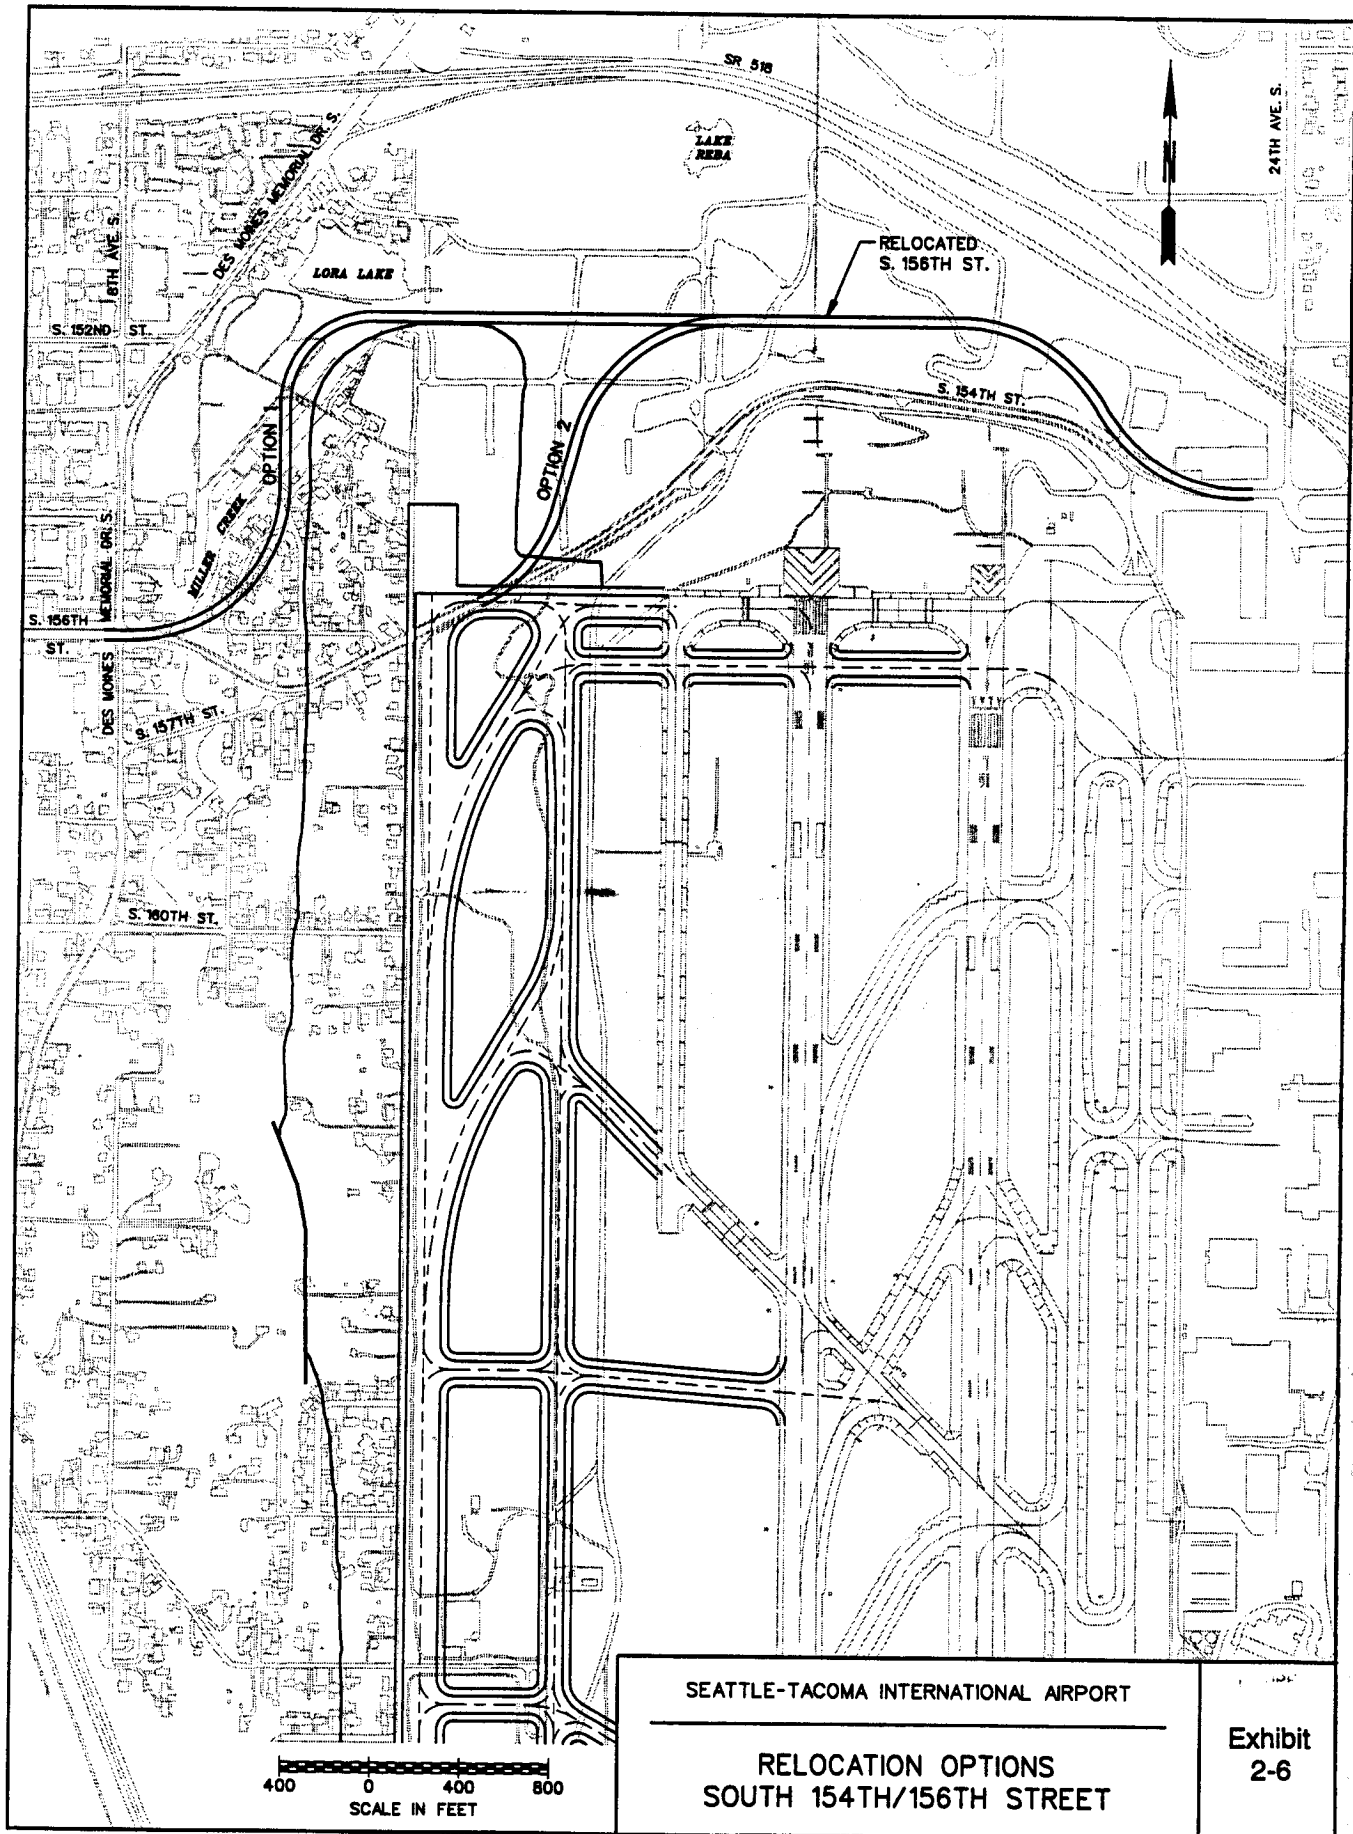 SR 518
LAKE
REBA
24TH AVE. S.
N
DES MOINES MEMORIAL DR. S.
8TH AVE. S.
LORA LAKE
RELOCATED
S. 156TH ST.
S. 152ND ST.
S. 154TH ST.
OPTION 1
OPTION 2
MILLER CREEK
DES MOINES MEMORIAL DR. S.
S. 156TH
ST.
S. 157TH ST.
S. 160TH ST.
400 0 400 800
SCALE IN FEET
SEATTLE-TACOMA INTERNATIONAL AIRPORT
RELOCATION OPTIONS
SOUTH 154TH/156TH STREET
Exhibit
2-6